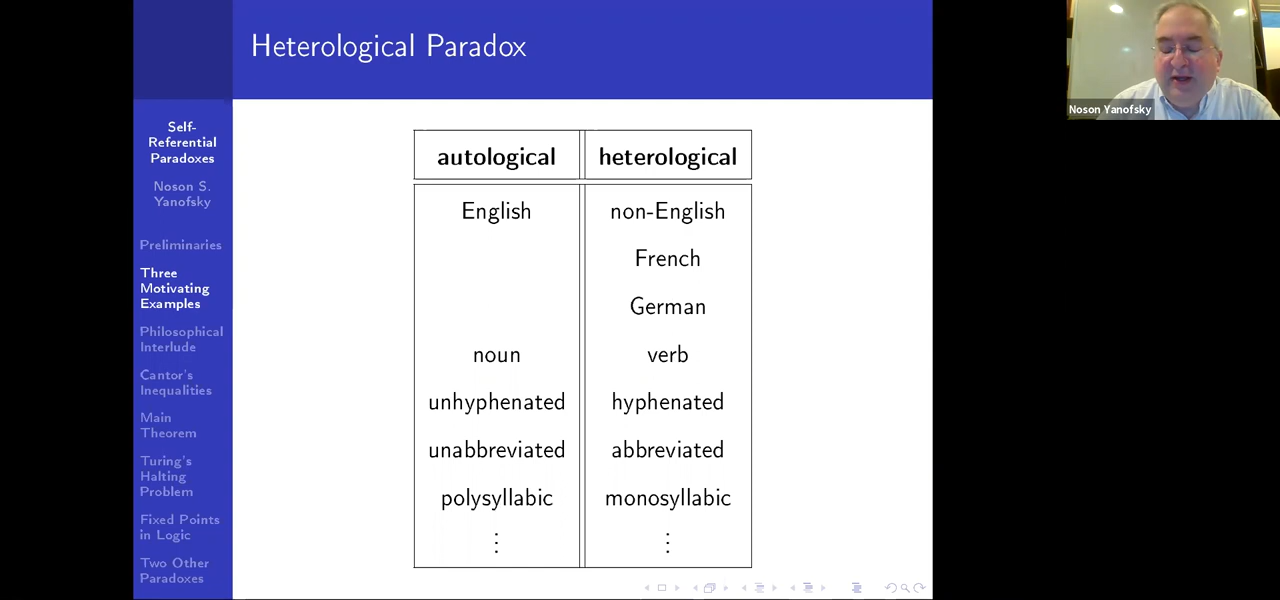 Heterological Paradox
Self-
Referential
Paradoxes
Noson S.
Yanofsky
Preliminaries
Three
Motivating
Examples
Philosophical
Interlude
Cantor's
Inequalities
Main
Theorem
Turing's
Halting
Problem
Fixed Points
in Logic
Two Other
Paradoxes
autological heterological
English non-English
French
German
noun verb
unhyphenated hyphenated
unabbreviated abbreviated
polysyllabic monosyllabic
⋮ ⋮
Noson Yanofsky